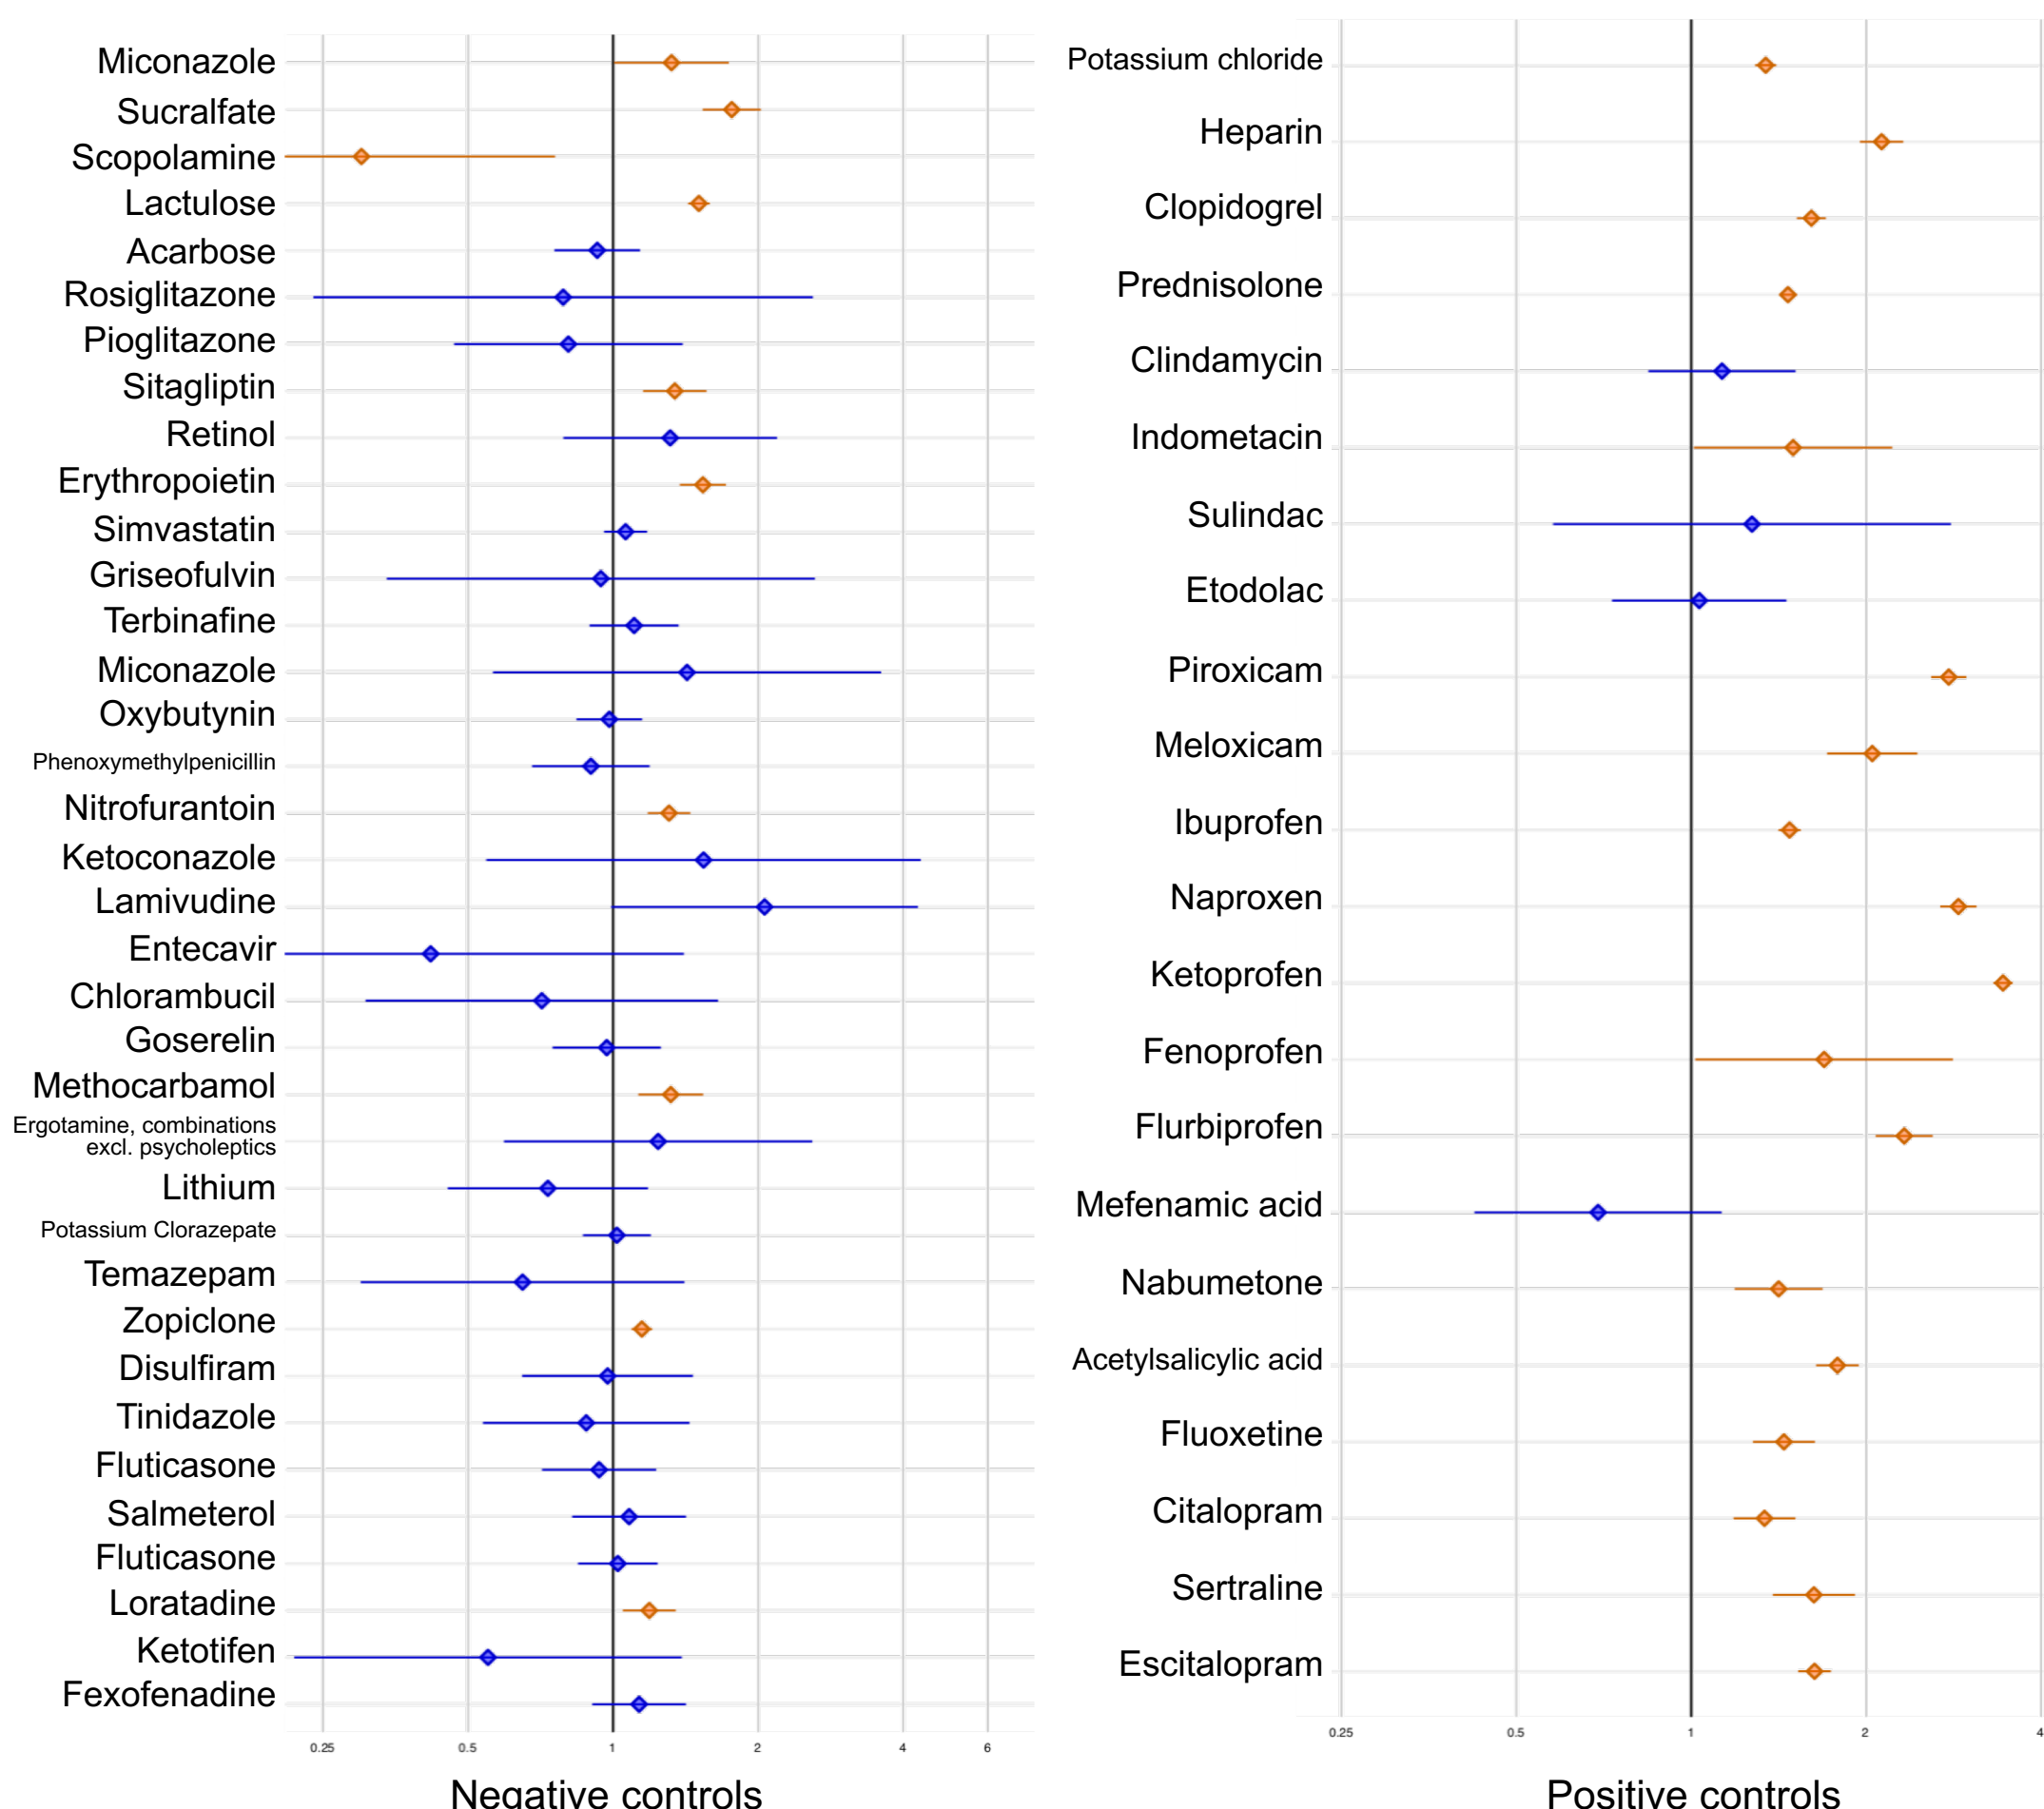 Miconazole
Sucralfate
Scopolamine
Lactulose
Acarbose
Rosiglitazone
Pioglitazone
Sitagliptin
Retinol
Erythropoietin
Simvastatin
Griseofulvin
Terbinafine
Miconazole
Oxybutynin
Phenoxymethylpenicillin
Nitrofurantoin
Ketoconazole
Lamivudine
Entecavir
Chlorambucil
Goserelin
Methocarbamol
Ergotamine, combinations
excl. psycholeptics
Lithium
Potassium Clorazepate
Temazepam
Zopiclone
Disulfiram
Tinidazole
Fluticasone
Salmeterol
Fluticasone
Loratadine
Ketotifen
Fexofenadine
0.25 0.5 1 2 4 6
Negative controls
Potassium chloride
Heparin
Clopidogrel
Prednisolone
Clindamycin
Indometacin
Sulindac
Etodolac
Piroxicam
Meloxicam
Ibuprofen
Naproxen
Ketoprofen
Fenoprofen
Flurbiprofen
Mefenamic acid
Nabumetone
Acetylsalicylic acid
Fluoxetine
Citalopram
Sertraline
Escitalopram
0.25 0.5 1 2 4
Positive controls